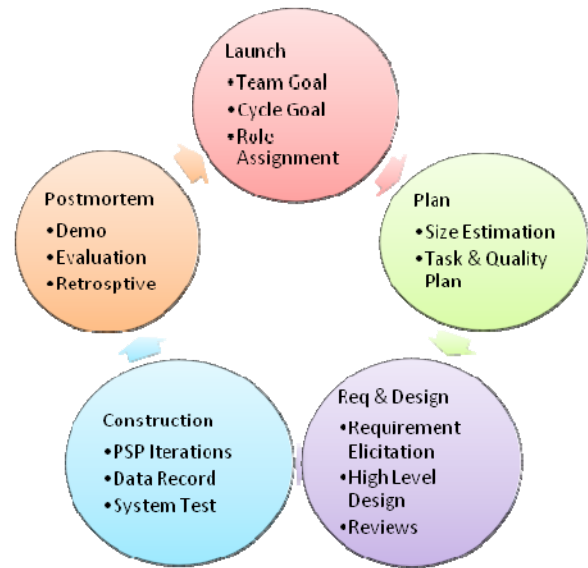 Launch
•Team Goal
•Cycle Goal
•Role
Assignment
Plan
•Size Estimation
•Task & Quality
Plan
Req & Design
•Requirement
Elicitation
•High Level
Design
•Reviews
Construction
•PSP Iterations
•Data Record
•System Test
Postmortem
•Demo
•Evaluation
•Retrosptive